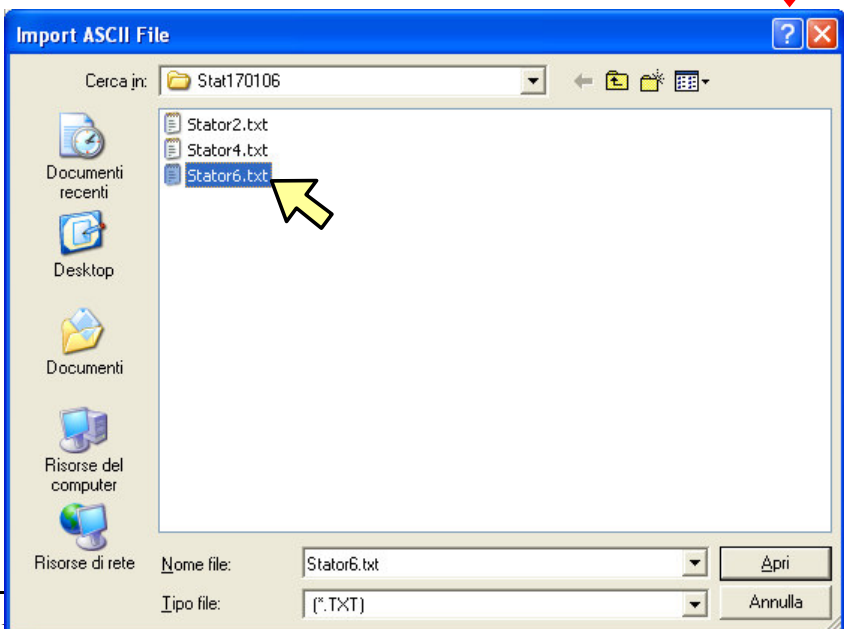 Import ASCII File
Cerca in: Stat170106
Stator2.txt
Stator4.txt
Stator6.txt
Documenti
recenti
Desktop
Documenti
Risorse del
computer
Risorse di rete
Nome file: Stator6.txt Apri
Tipo file: (*.TXT) Annulla